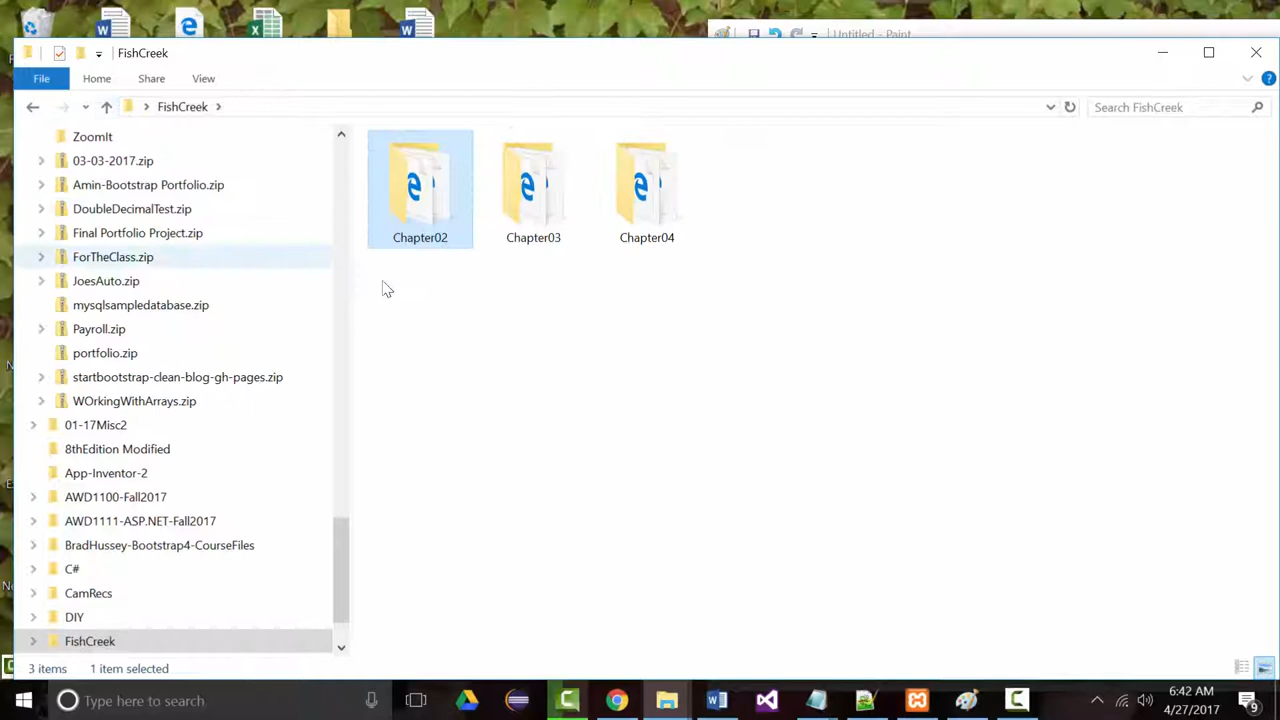 Untitled - Paint
FishCreek
File Home Share View
FishCreek
Search FishCreek
ZoomIt
03-03-2017.zip
Amin-Bootstrap Portfolio.zip
DoubleDecimalTest.zip
Final Portfolio Project.zip
ForTheClass.zip
JoesAuto.zip
mysqlsampledatabase.zip
Payroll.zip
portfolio.zip
startbootstrap-clean-blog-gh-pages.zip
WOrkingWithArrays.zip
01-17Misc2
8thEdition Modified
App-Inventor-2
AWD1100-Fall2017
AWD1111-ASP.NET-Fall2017
BradHussey-Bootstrap4-CourseFiles
C#
CamRecs
DIY
FishCreek
Chapter02 Chapter03 Chapter04
3 items 1 item selected
Type here to search
6:42 AM
4/27/2017
9